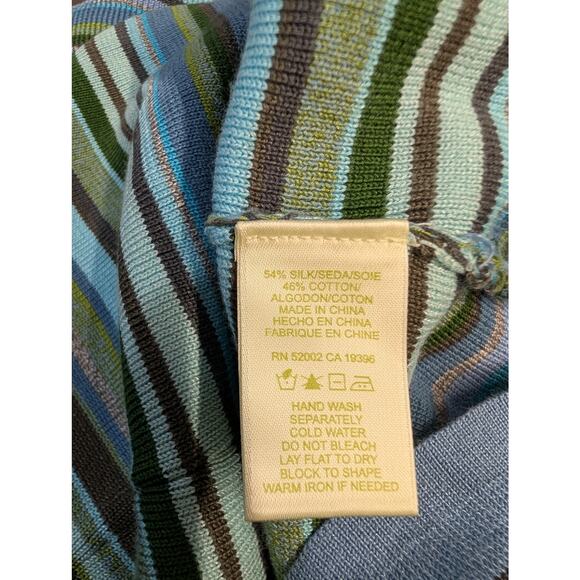 54% SILK/SEDA/SOIE
46% COTTON/
ALGODON/COTON
MADE IN CHINA
HECHO EN CHINA
FABRIQUE EN CHINE
RN 52002 CA 19396
HAND WASH
SEPARATELY
COLD WATER
DO NOT BLEACH
LAY FLAT TO DRY
BLOCK TO SHAPE
WARM IRON IF NEEDED